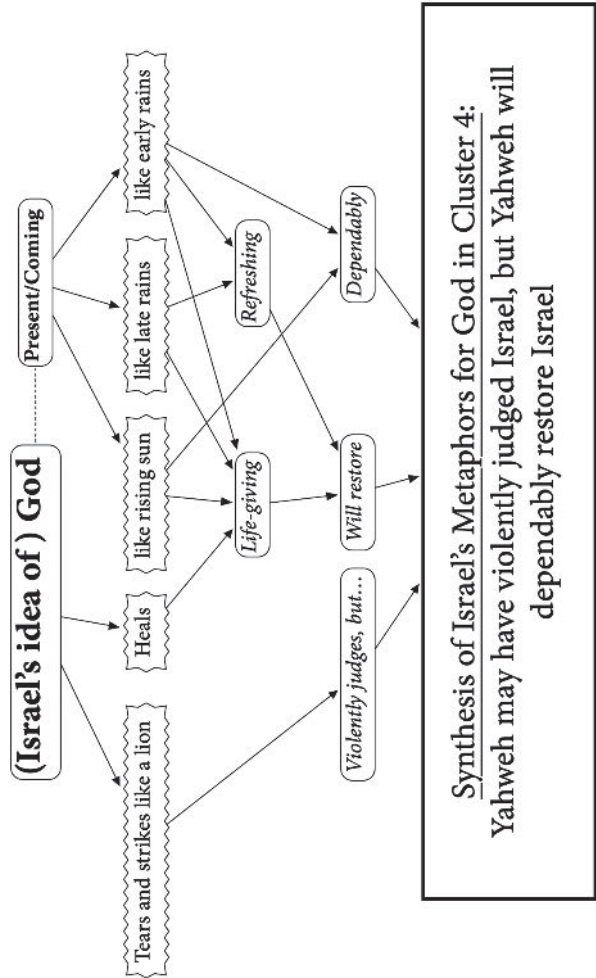 (Israel's idea of ) God
Present/Coming
Tears and strikes like a lion
Heals
like rising sun
like late rains
like early rains
Life-giving
Refreshing
Violently judges, but...
Will restore
Dependably
Synthesis of Israel's Metaphors for God in Cluster 4:
Yahweh may have violently judged Israel, but Yahweh will
dependably restore Israel